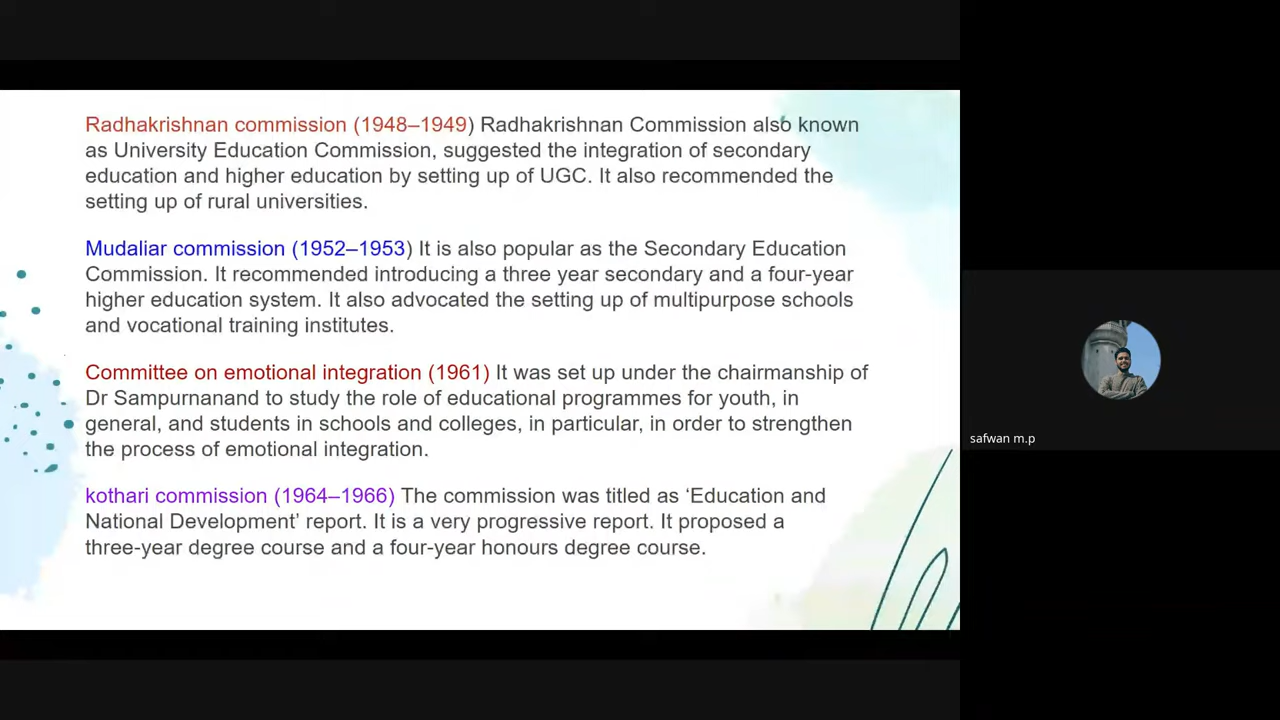 Radhakrishnan commission (1948–1949) Radhakrishnan Commission also known
as University Education Commission, suggested the integration of secondary
education and higher education by setting up of UGC. It also recommended the
setting up of rural universities.
Mudaliar commission (1952–1953) It is also popular as the Secondary Education
Commission. It recommended introducing a three year secondary and a four-year
higher education system. It also advocated the setting up of multipurpose schools
and vocational training institutes.
Committee on emotional integration (1961) It was set up under the chairmanship of
Dr Sampurnanand to study the role of educational programmes for youth, in
general, and students in schools and colleges, in particular, in order to strengthen
the process of emotional integration.
kothari commission (1964–1966) The commission was titled as ‘Education and
National Development’ report. It is a very progressive report. It proposed a
three-year degree course and a four-year honours degree course.
safwan m.p